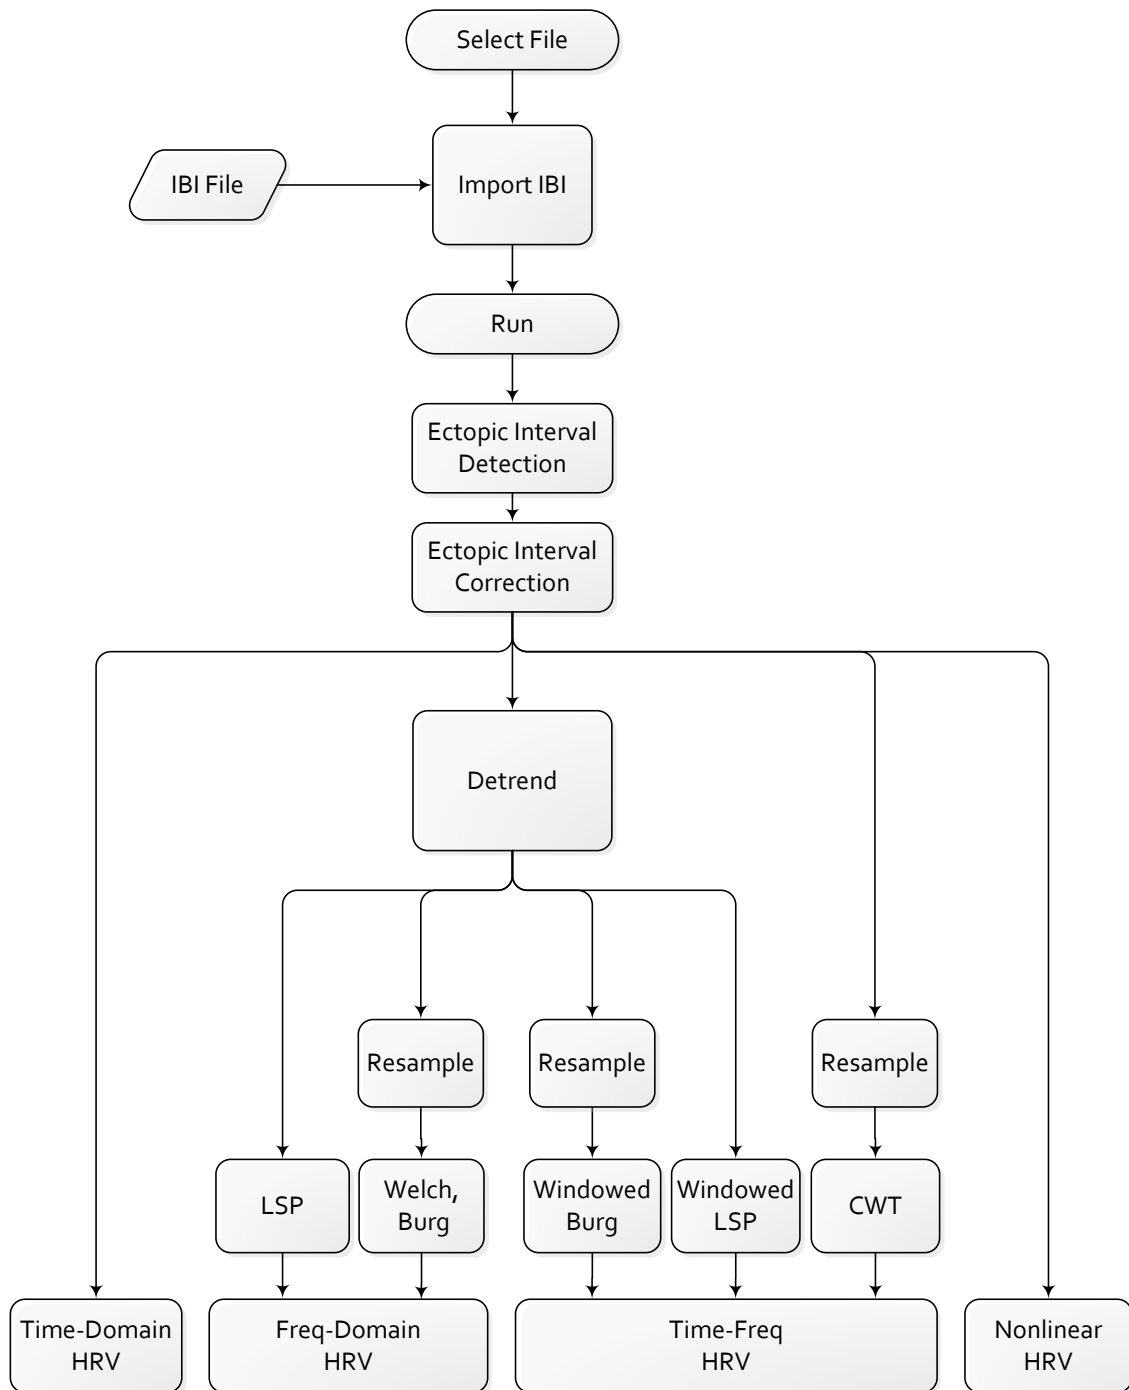 Select File
IBI File
Import IBI
Run
Ectopic Interval
Detection
Ectopic Interval
Correction
Detrend
Resample
Resample
Resample
LSP
Welch,
Burg
Windowed
Burg
Windowed
LSP
CWT
Time-Domain
HRV
Freq-Domain
HRV
Time-Freq
HRV
Nonlinear
HRV